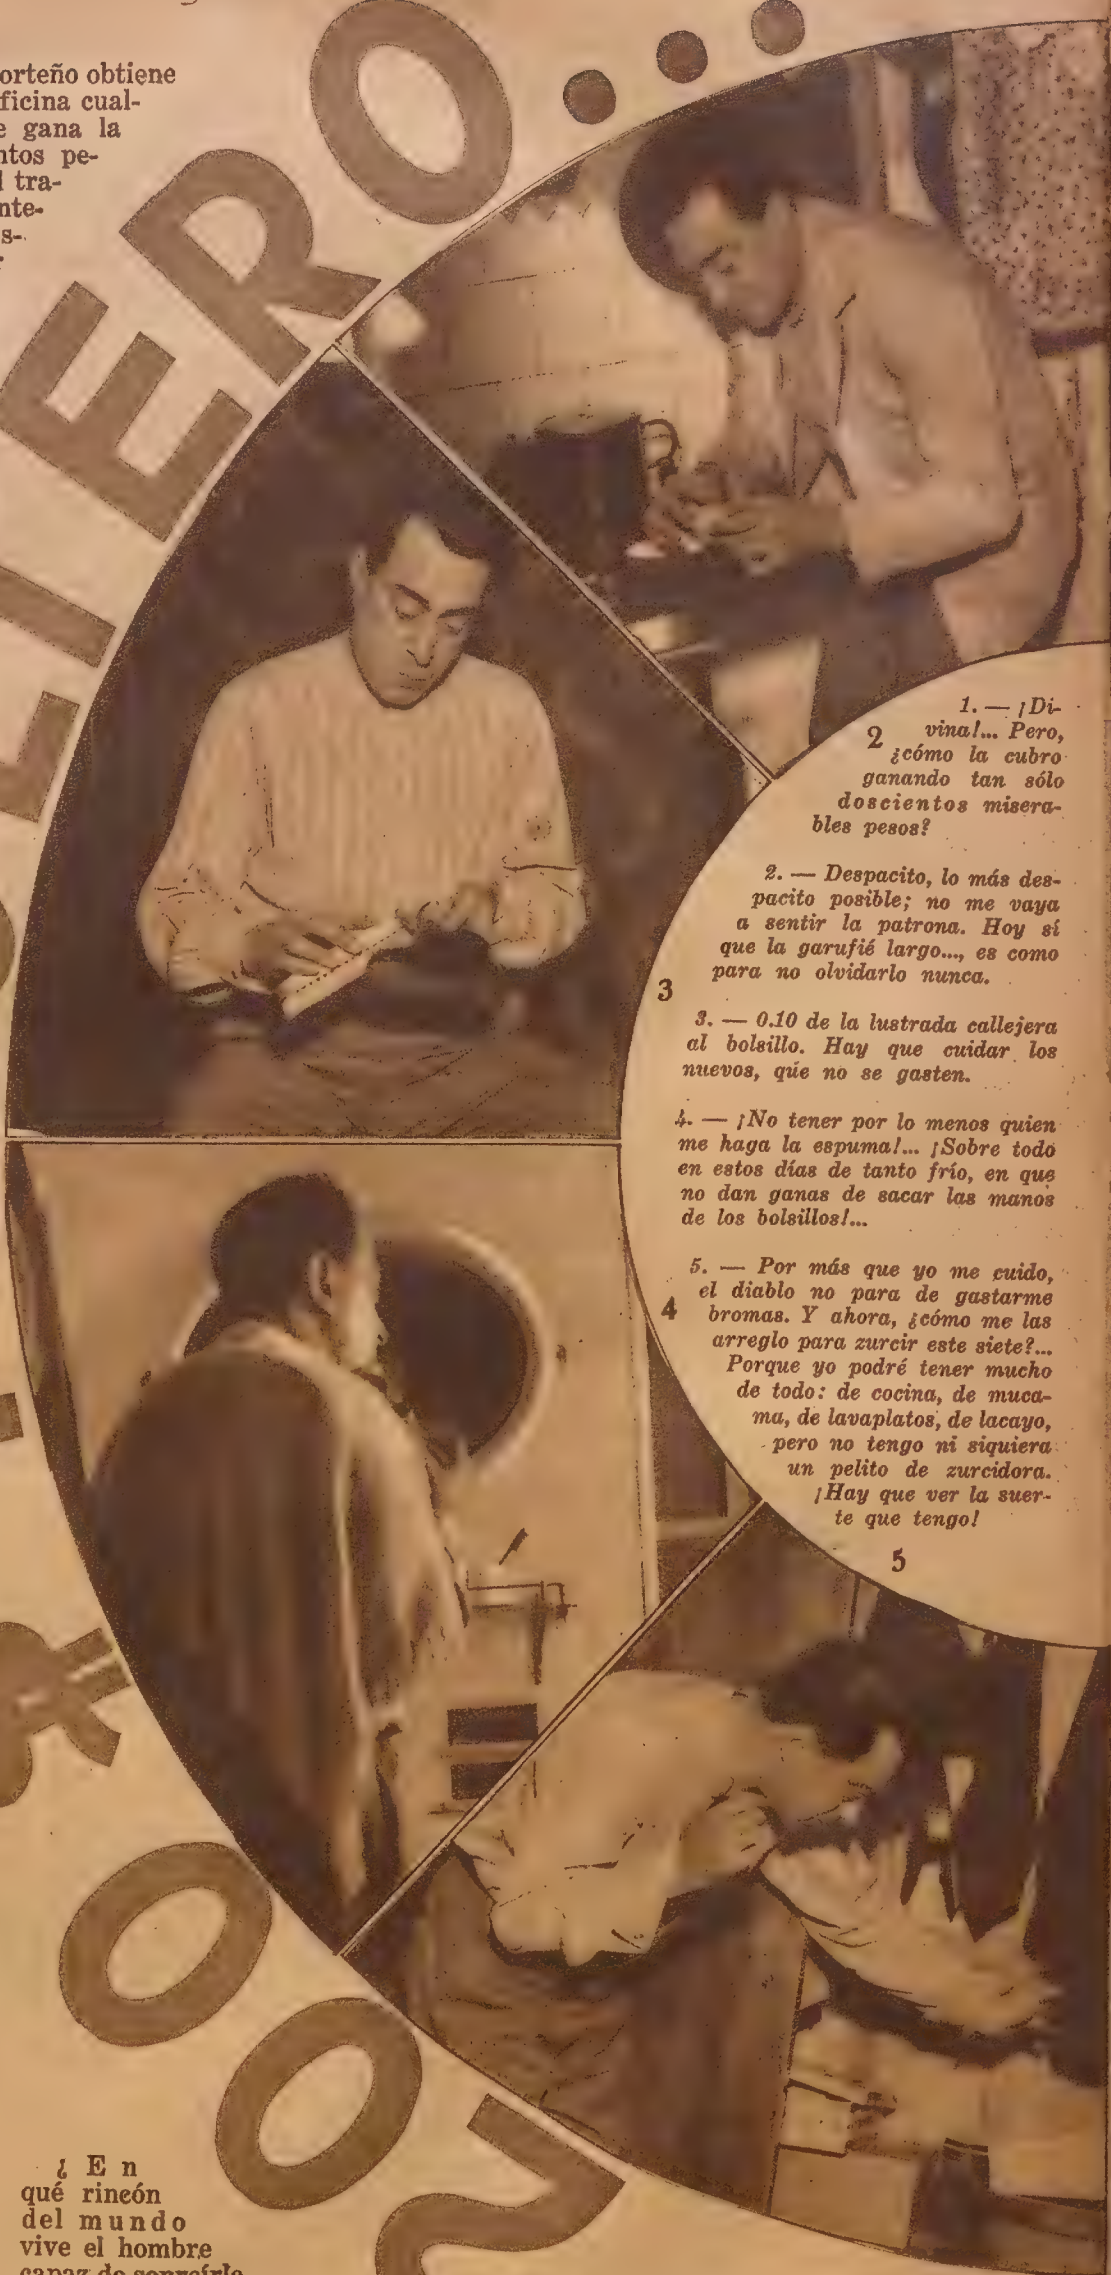 orteño obtiene
ficina cual-
e gana la
ntos pe-
l tra-
nte-
s-
ERO...
1. — ¡Di-
vina!... Pero,
¿cómo la cubro
ganando tan sólo
doscientos misera-
bles pesos?
2
2. — Despacito, lo más des-
pacito posible; no me vaya
a sentir la patrona. Hoy sí
que la garufié largo..., es como
para no olvidarlo nunca.
3
3. — 0.10 de la lustrada callejera
al bolsillo. Hay que cuidar los
nuevos, que no se gasten.
4. — ¡No tener por lo menos quien
me haga la espuma!... ¡Sobre todo
en estos días de tanto frío, en que
no dan ganas de sacar las manos
de los bolsillos!...
5. — Por más que yo me cuido,
el diablo no para de gastarme
4
bromas. Y ahora, ¿cómo me las
arreglo para zurcir este siete?...
Porque yo podré tener mucho
de todo: de cocina, de muca-
ma, de lavaplatos, de lacayo,
pero no tengo ni siquiera
un pelito de zurcidora.
¡Hay que ver la suer-
te que tengo!
5
$
200
¿En
qué rincón
del mundo
vive el hombre
capaz de sonreírle